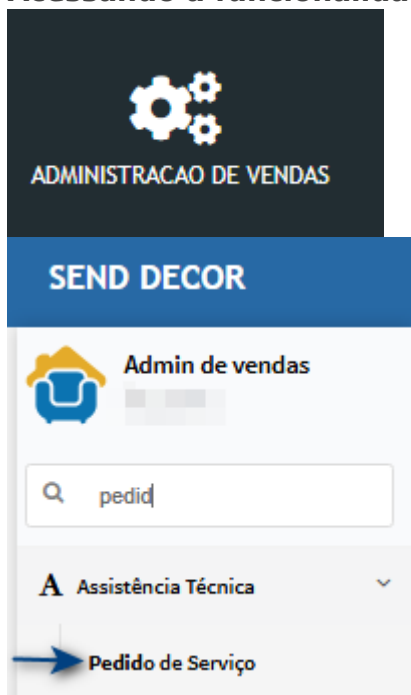 ADMINISTRACAO DE VENDAS
SEND DECOR
Admin de vendas
pedid
A Assistência Técnica
Pedido de Serviço